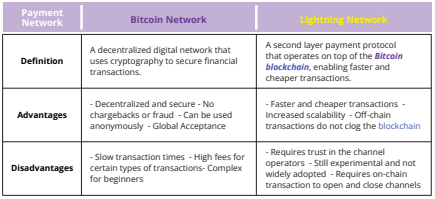 Payment
Network
Bitcoin Network
Lightning Network
Definition
A decentralized digital network that
uses cryptography to secure financial
transactions.
A second layer payment protocol
that operates on top of the Bitcoin
blockchain, enabling faster and
cheaper transactions.
Advantages
- Decentralized and secure - No
chargebacks or fraud - Can be used
anonymously - Global Acceptance
- Faster and cheaper transactions -
Increased scalability - Off-chain
transactions do not clog the blockchain
Disadvantages
- Slow transaction times - High fees for
certain types of transactions- Complex
for beginners
- Requires trust in the channel
operators - Still experimental and not
widely adopted - Requires on-chain
transaction to open and close channels